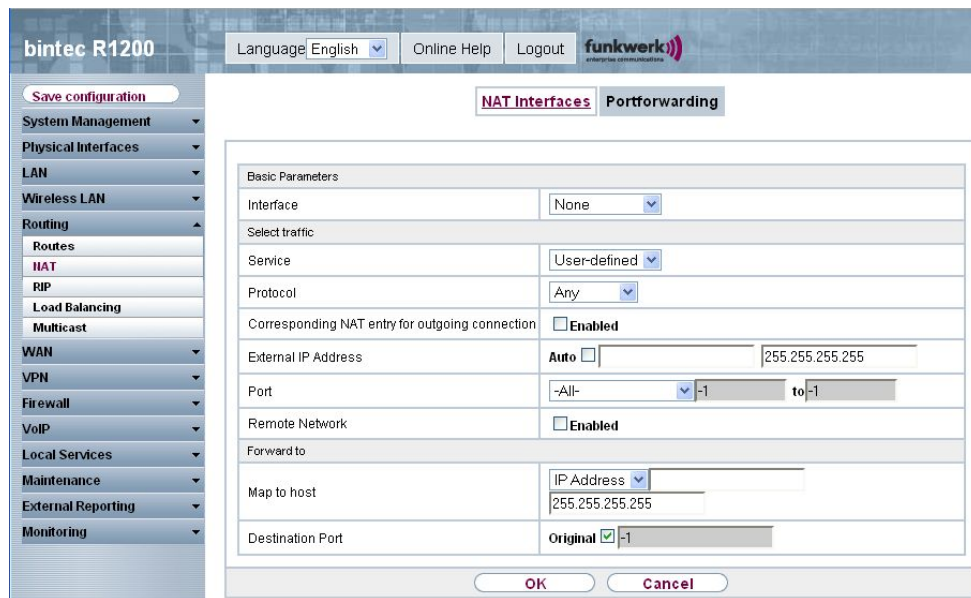 bintec R1200
Language English
Online Help
Logout
funkwerk
enterprise communications
Save configuration
System Management
Physical Interfaces
LAN
Wireless LAN
Routing
Routes
NAT
RIP
Load Balancing
Multicast
WAN
VPN
Firewall
VoIP
Local Services
Maintenance
External Reporting
Monitoring
NAT Interfaces
Portforwarding
Basic Parameters
Interface None
Select traffic
Service User-defined
Protocol Any
Corresponding NAT entry for outgoing connection Enabled
External IP Address Auto 255.255.255.255
Port -All- -1 to -1
Remote Network Enabled
Forward to
Map to host IP Address
255.255.255.255
Destination Port Original -1
OK
Cancel